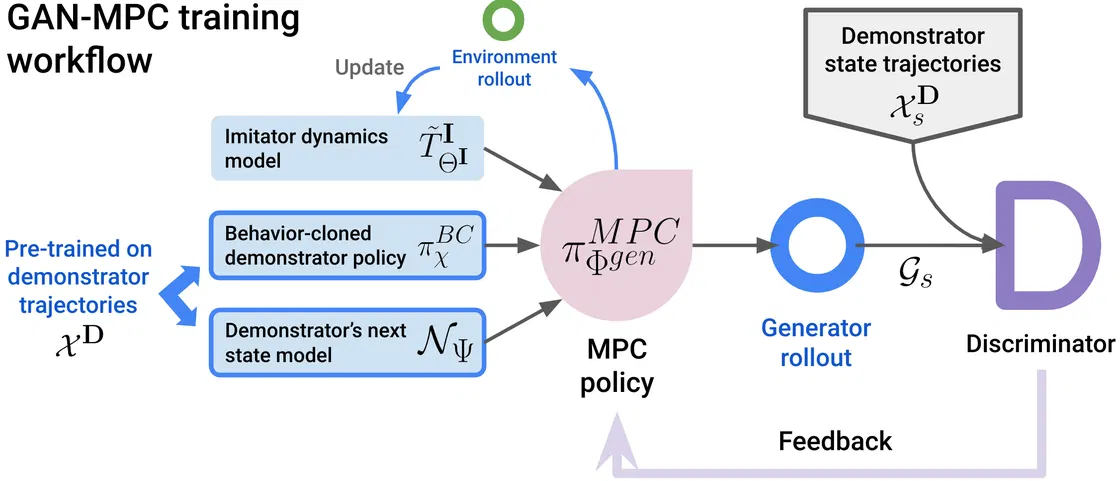 GAN-MPC training
workflow
Update
Environment
rollout
Demonstrator
state trajectories
𝒳ₛᴰ
Imitator dynamics
model
T̃ᴵ_Θᴵ
Behavior-cloned
demonstrator policy
π_χ^BC
Pre-trained on
demonstrator
trajectories
𝒳ᴰ
Demonstrator's next
state model
𝒩_Ψ
π_Φgen^MPC
MPC
policy
Generator
rollout
𝒢ₛ
Discriminator
Feedback